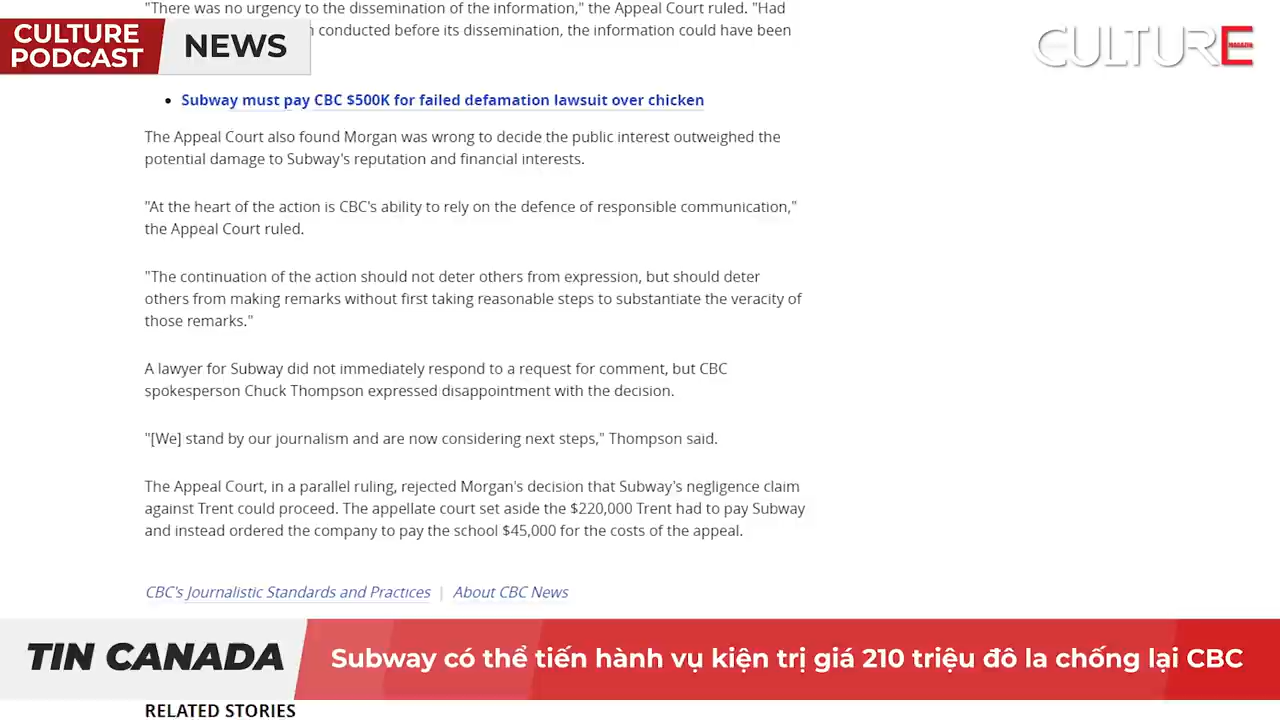 "There was no urgency to the dissemination of the information," the Appeal Court ruled. "Had
CULTURE
PODCAST
NEWS
conducted before its dissemination, the information could have been
CULTURE
MAGAZIN
Subway must pay CBC $500K for failed defamation lawsuit over chicken
The Appeal Court also found Morgan was wrong to decide the public interest outweighed the
potential damage to Subway's reputation and financial interests.
"At the heart of the action is CBC's ability to rely on the defence of responsible communication,"
the Appeal Court ruled.
"The continuation of the action should not deter others from expression, but should deter
others from making remarks without first taking reasonable steps to substantiate the veracity of
those remarks."
A lawyer for Subway did not immediately respond to a request for comment, but CBC
spokesperson Chuck Thompson expressed disappointment with the decision.
"[We] stand by our journalism and are now considering next steps," Thompson said.
The Appeal Court, in a parallel ruling, rejected Morgan's decision that Subway's negligence claim
against Trent could proceed. The appellate court set aside the $220,000 Trent had to pay Subway
and instead ordered the company to pay the school $45,000 for the costs of the appeal.
CBC's Journalistic Standards and Practices | About CBC News
TIN CANADA
Subway có thể tiến hành vụ kiện trị giá 210 triệu đô la chống lại CBC
RELATED STORIES